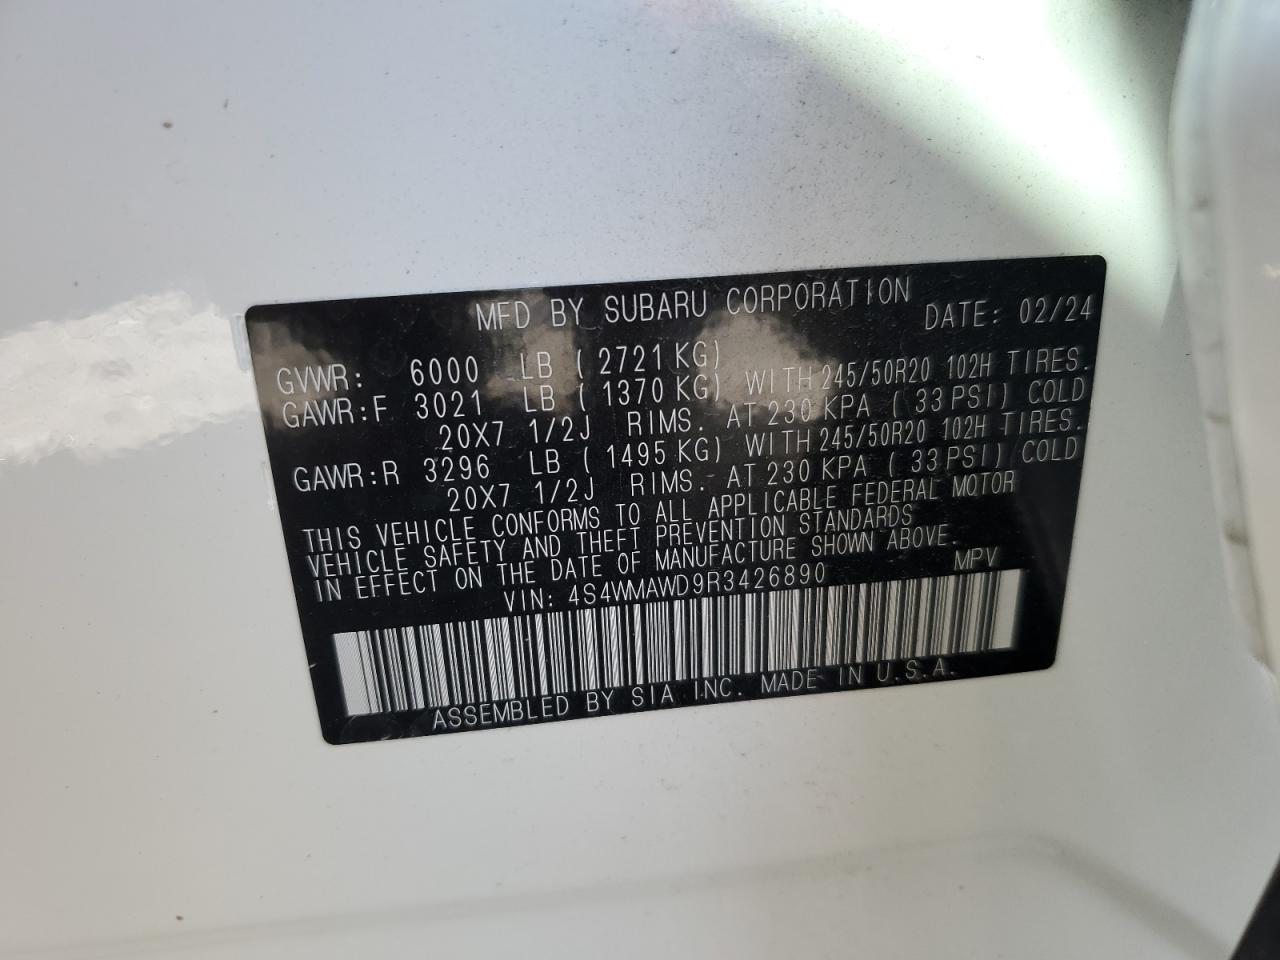 MFD BY SUBARU CORPORATION DATE: 02/24
GVWR: 6000 LB ( 2721 KG)
GAWR:F 3021 LB ( 1370 KG) WITH 245/50R20 102H TIRES.
20X7 1/2J RIMS. AT 230 KPA ( 33 PSI) COLD
GAWR:R 3296 LB ( 1495 KG) WITH 245/50R20 102H TIRES.
20X7 1/2J RIMS. AT 230 KPA ( 33 PSI) COLD
THIS VEHICLE CONFORMS TO ALL APPLICABLE FEDERAL MOTOR
VEHICLE SAFETY AND THEFT PREVENTION STANDARDS
IN EFFECT ON THE DATE OF MANUFACTURE SHOWN ABOVE.
VIN: 4S4WMAWD9R3426890 MPV
ASSEMBLED BY SIA INC. MADE IN U.S.A.